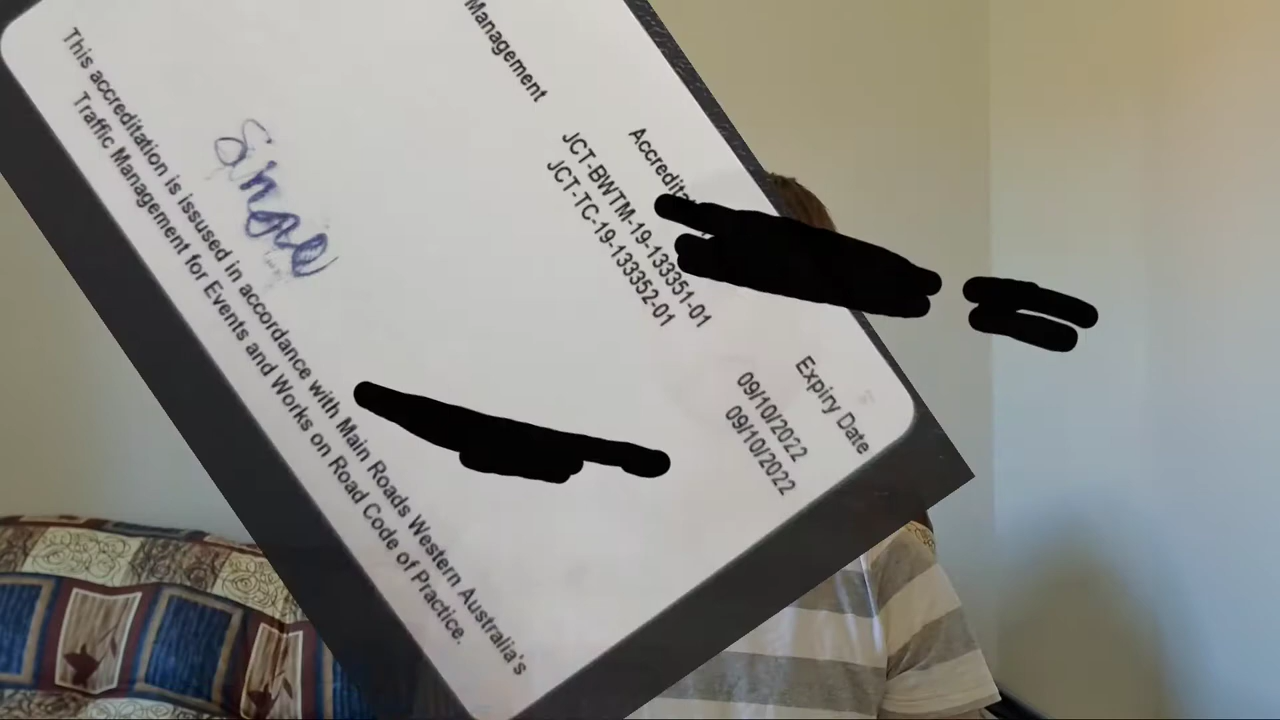 Management
Accredita
JCT-BWTM-19-133351-01
JCT-TC-19-133352-01
Expiry Date
09/10/2022
09/10/2022
This accreditation is issused in accordance with Main Roads Western Australia's
Traffic Management for Events and Works on Road Code of Practice.